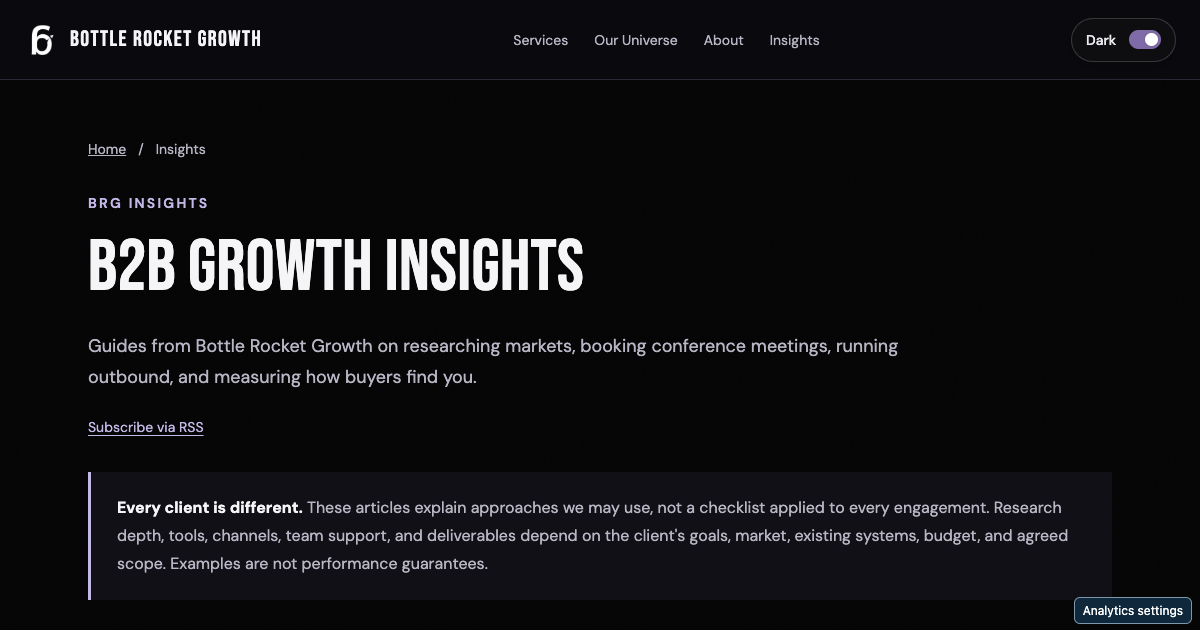 BOTTLE ROCKET GROWTH
Services
Our Universe
About
Insights
Dark
Home / Insights
BRG INSIGHTS
B2B GROWTH INSIGHTS
Guides from Bottle Rocket Growth on researching markets, booking conference meetings, running
outbound, and measuring how buyers find you.
Subscribe via RSS
Every client is different. These articles explain approaches we may use, not a checklist applied to every engagement. Research
depth, tools, channels, team support, and deliverables depend on the client's goals, market, existing systems, budget, and agreed
scope. Examples are not performance guarantees.
Analytics settings